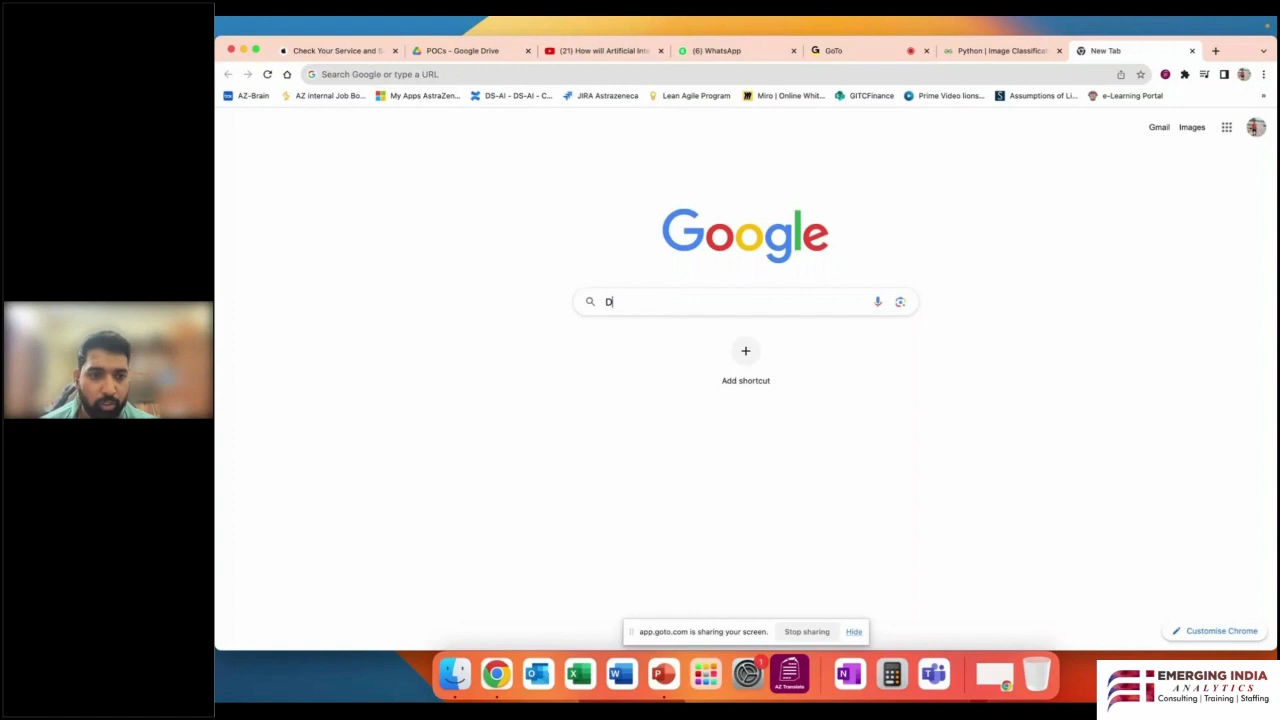 Check Your Service and S
POCs - Google Drive
(21) How will Artificial Inte
(6) WhatsApp
GoTo
Python | Image Classificat
New Tab
Search Google or type a URL
AZ-Brain
AZ internal Job Bo...
My Apps AstraZen...
DS-AI - DS-AI - C...
JIRA Astrazeneca
Lean Agile Program
Miro | Online Whit...
GITCFinance
Prime Video lions...
Assumptions of Li...
e-Learning Portal
»
Gmail
Images
Google
D
Add shortcut
app.goto.com is sharing your screen.
Stop sharing
Hide
Customise Chrome
1
AZ Translate
EMERGING INDIA
ANALYTICS
Consulting | Training | Staffing